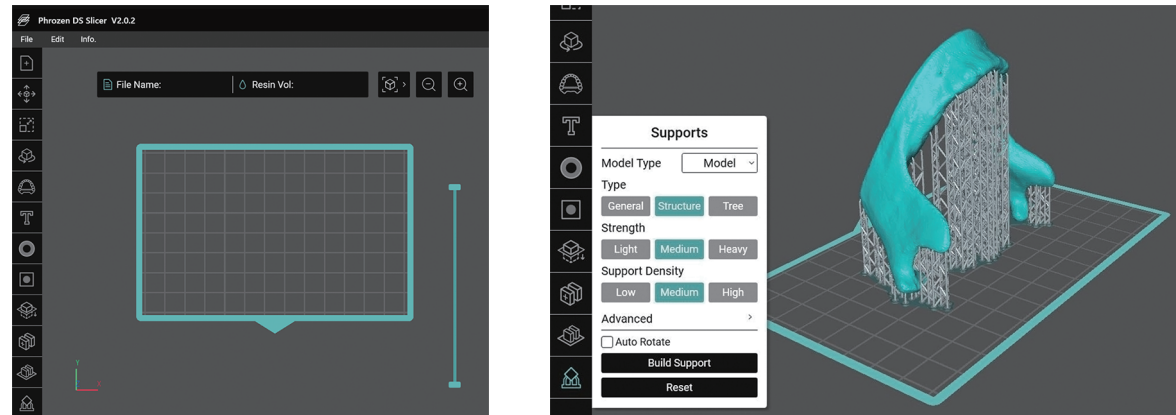 Phrozen DS Slicer V2.0.2
File Edit Info.
File Name: Resin Vol:
Y
X
T
T
Supports
Model Type Model
Type
General Structure Tree
Strength
Light Medium Heavy
Support Density
Low Medium High
Advanced
Auto Rotate
Build Support
Reset